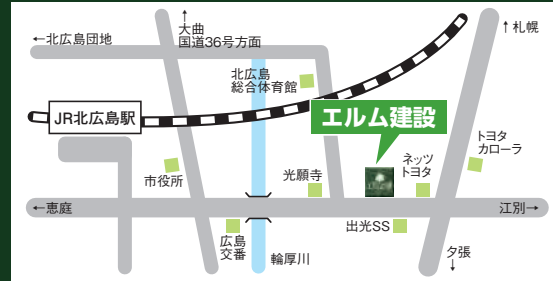 ←北広島団地
↑
大曲
国道36号方面
↑札幌
北広島
総合体育館
JR北広島駅
エルム建設
トヨタ
カローラ
市役所
光願寺
ネッツ
トヨタ
←恵庭
江別→
広島
交番
輪厚川
出光SS
夕張
↓